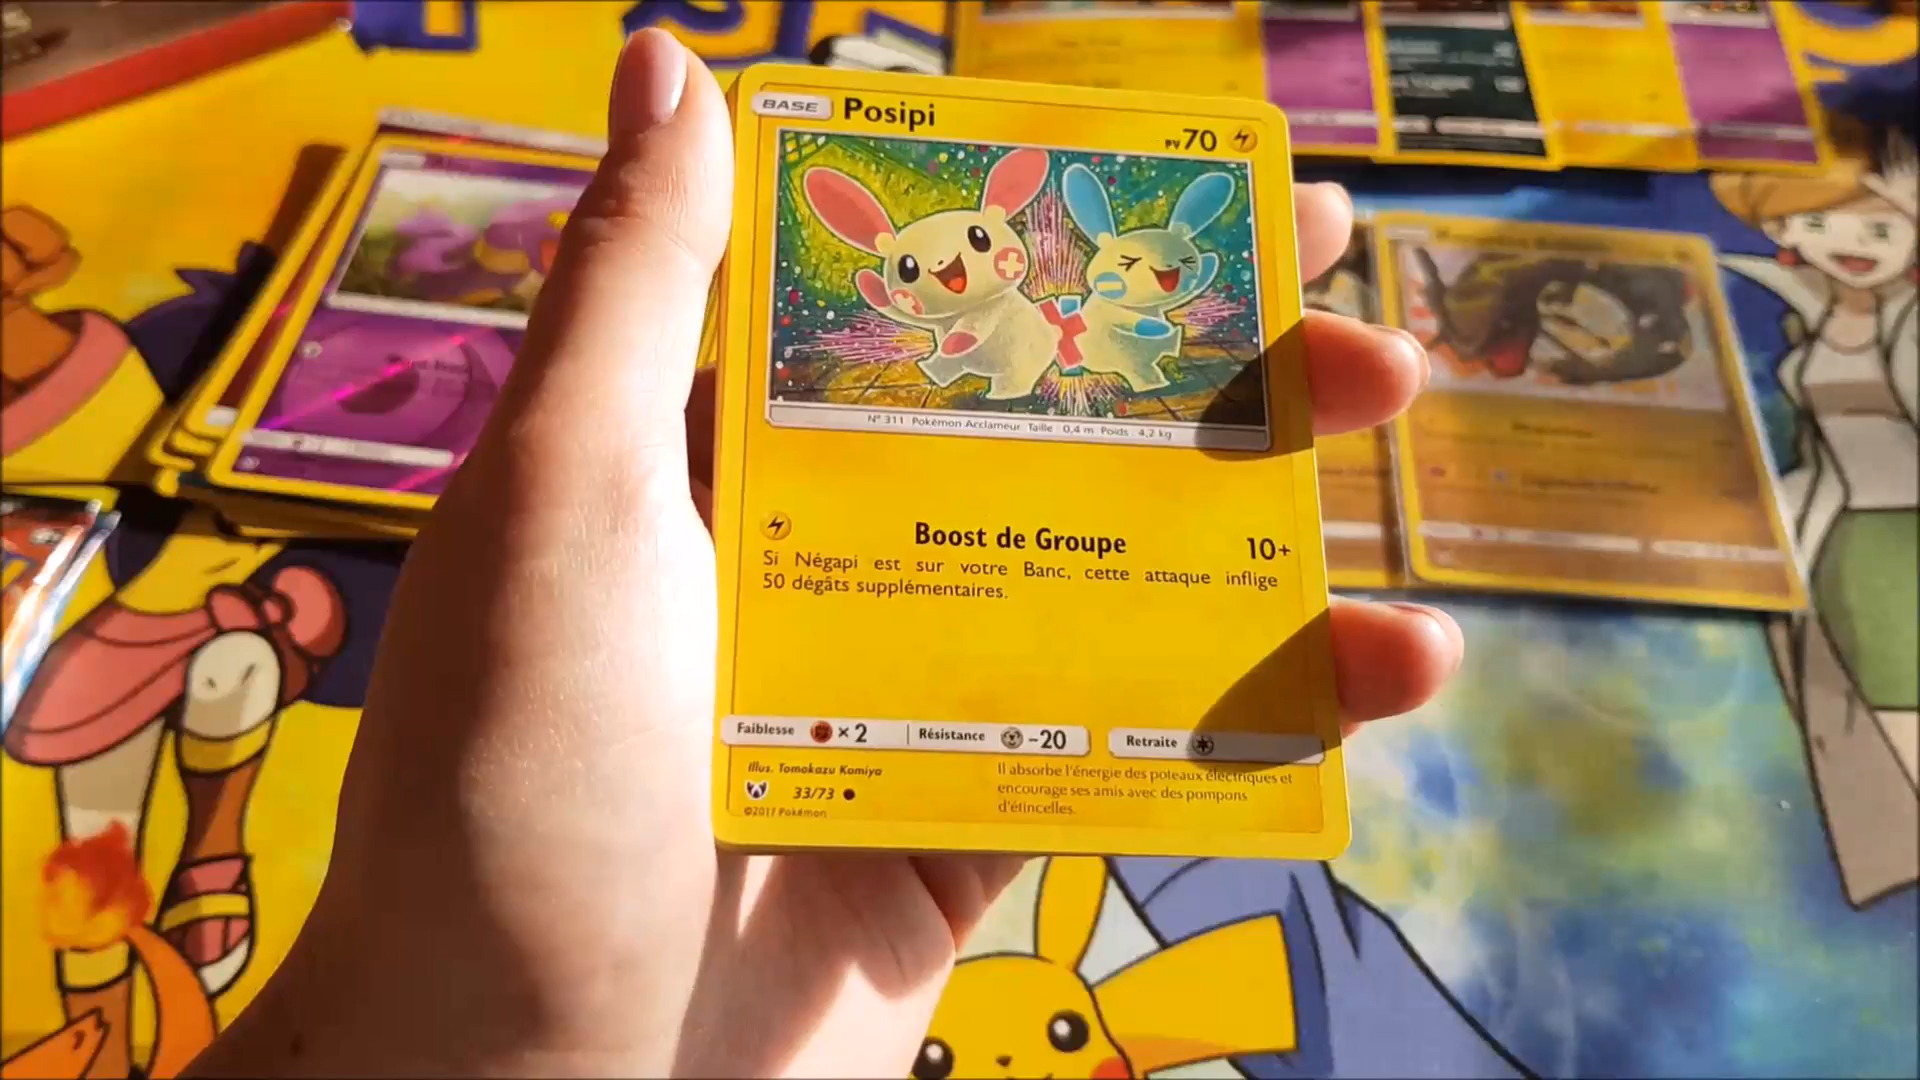 BASE Posipi
PV 70
N° 311 Pokémon Acclameur Taille : 0,4 m Poids : 4,2 kg
Boost de Groupe 10+
Si Négapi est sur votre Banc, cette attaque inflige
50 dégâts supplémentaires.
Faiblesse ×2 Résistance -20 Retraite
Illus. Tomokazu Komiya
33/73
©2017 Pokémon
Il absorbe l'énergie des poteaux électriques et
encourage ses amis avec des pompons
d'étincelles.